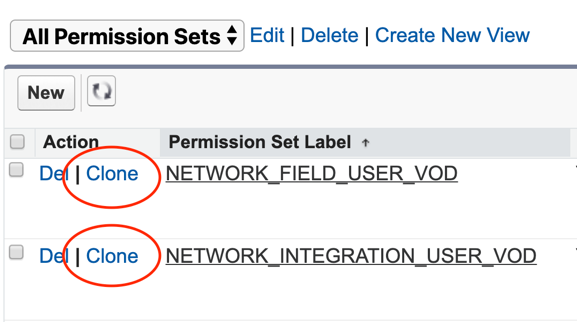 All Permission Sets Edit | Delete | Create New View
New
Action Permission Set Label ↑
Del | Clone NETWORK_FIELD_USER_VOD
Del | Clone NETWORK_INTEGRATION_USER_VOD